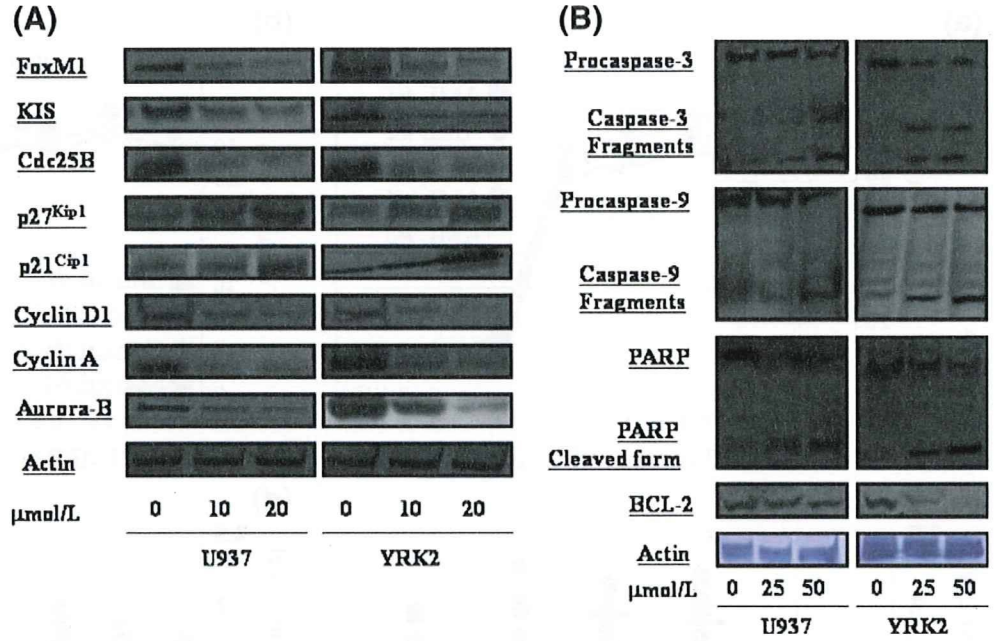 (A)
FoxM1
KIS
Cdc25B
p27Kip1
p21Cip1
Cyclin D1
Cyclin A
Aurora-B
Actin
μmol/L 0 10 20 0 10 20
U937 YRK2
(B)
Procaspase-3
Caspase-3
Fragments
Procaspase-9
Caspase-9
Fragments
PARP
PARP
Cleaved form
BCL-2
Actin
μmol/L 0 25 50 0 25 50
U937 YRK2